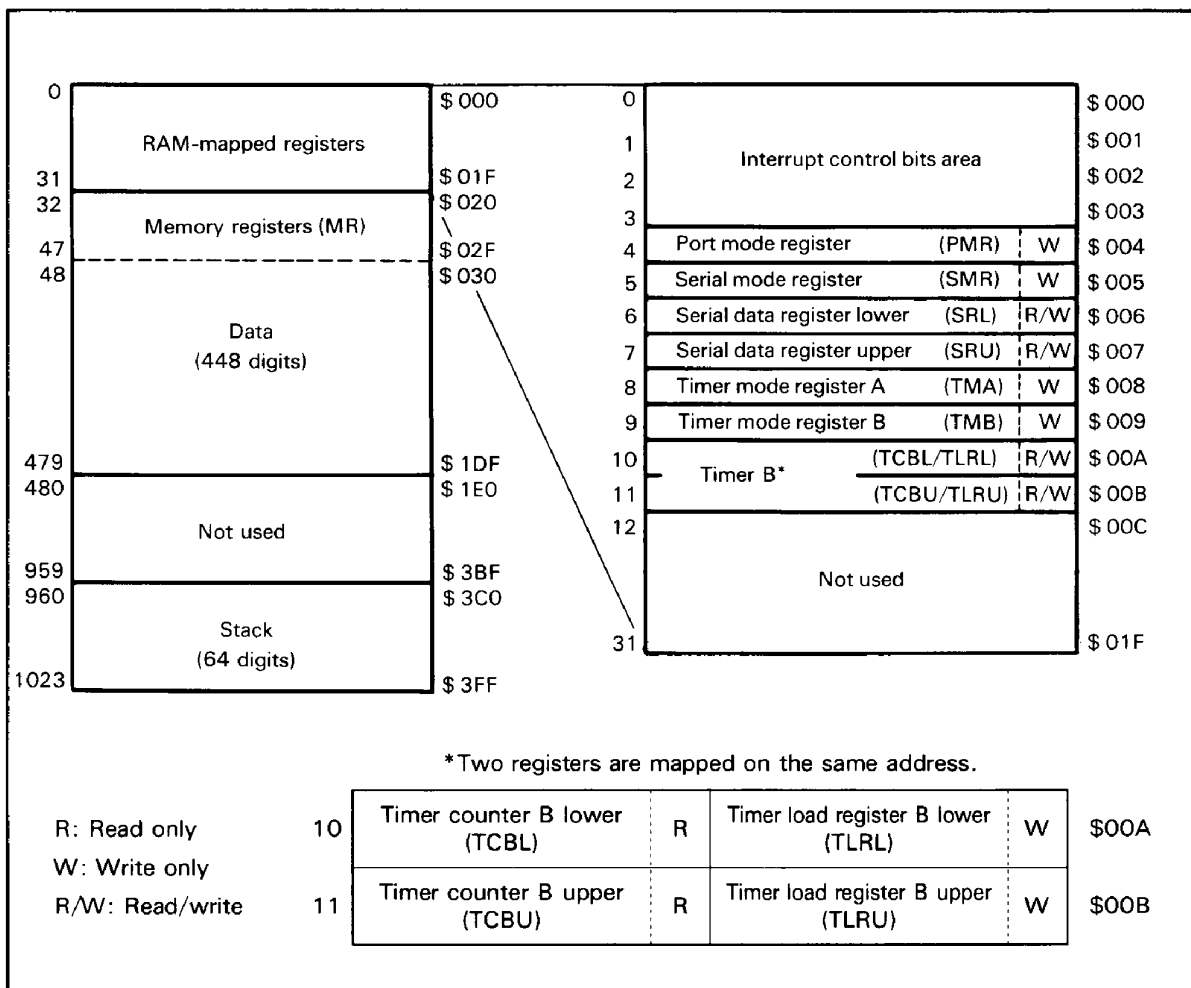 0 $ 000
RAM-mapped registers
31 $ 01F
32 $ 020
Memory registers (MR)
47 $ 02F
48 $ 030
Data
(448 digits)
479 $ 1DF
480 $ 1E0
Not used
959 $ 3BF
960 $ 3C0
Stack
(64 digits)
1023 $ 3FF
0 $ 000
1 $ 001
Interrupt control bits area
2 $ 002
3 $ 003
4 Port mode register (PMR) W $ 004
5 Serial mode register (SMR) W $ 005
6 Serial data register lower (SRL) R/W $ 006
7 Serial data register upper (SRU) R/W $ 007
8 Timer mode register A (TMA) W $ 008
9 Timer mode register B (TMB) W $ 009
10 (TCBL/TLRL) R/W $ 00A
Timer B*
11 (TCBU/TLRU) R/W $ 00B
12 $ 00C
Not used
31 $ 01F
*Two registers are mapped on the same address.
R: Read only
W: Write only
R/W: Read/write
10 Timer counter B lower R Timer load register B lower W $00A
(TCBL) (TLRL)
11 Timer counter B upper R Timer load register B upper W $00B
(TCBU) (TLRU)